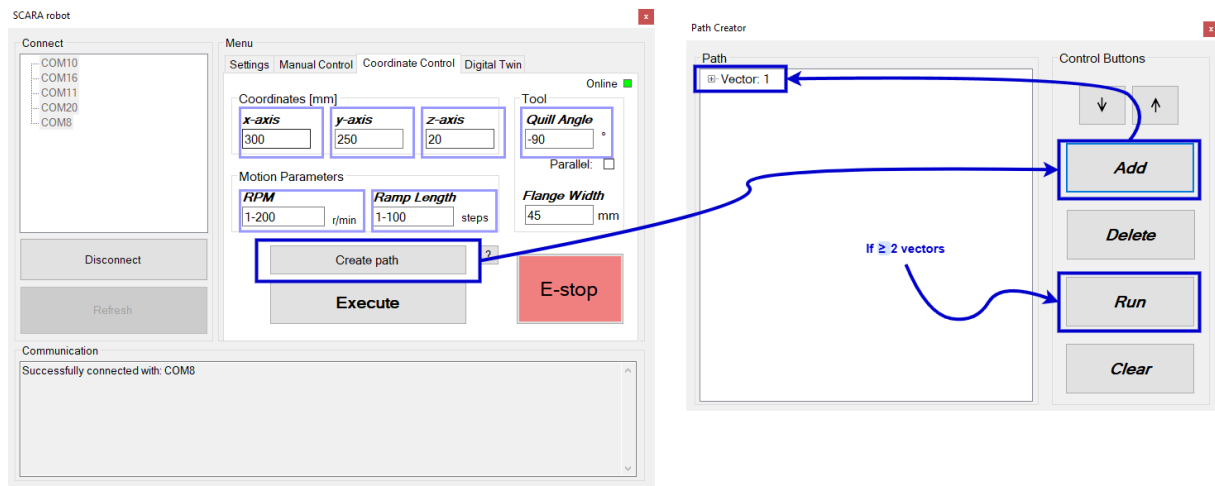 SCARA robot
x
Connect
COM10
COM16
COM11
COM20
COM8
Disconnect
Refresh
Menu
Settings Manual Control Coordinate Control Digital Twin
Online
Coordinates [mm]
x-axis y-axis z-axis
300 250 20
Tool
Quill Angle
-90 °
Parallel:
Motion Parameters
RPM Ramp Length
1-200 r/min 1-100 steps
Flange Width
45 mm
Create path ?
Execute
E-stop
Communication
Successfully connected with: COM8
Path Creator
x
Path
Vector: 1
If ≥ 2 vectors
Control Buttons
Add
Delete
Run
Clear